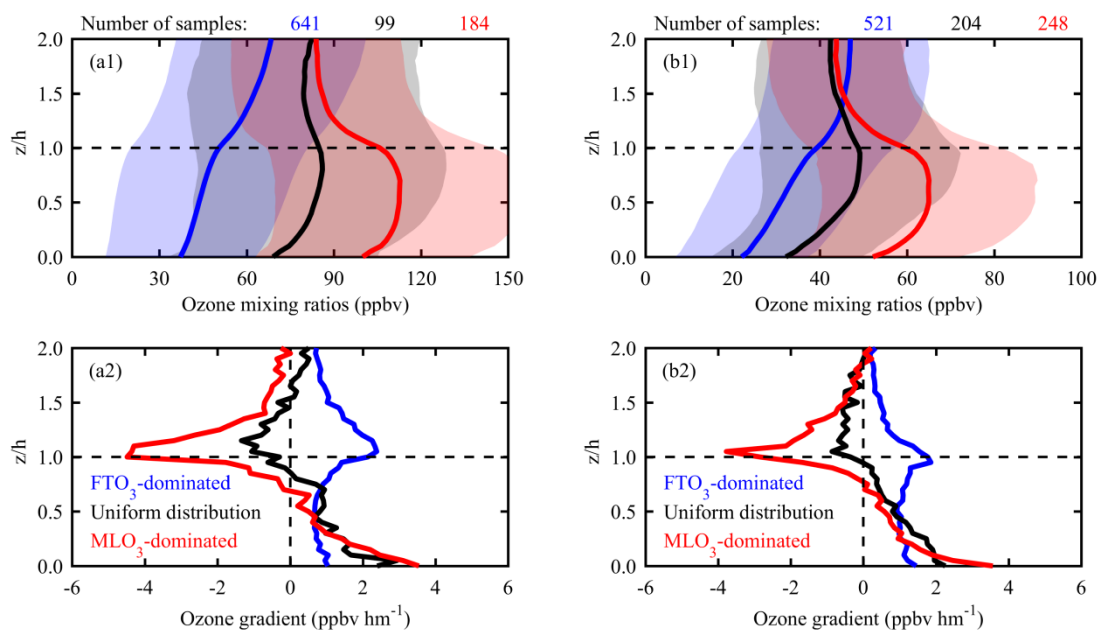 Number of samples: 641 99 184
(a1)
2.0
1.5
1.0
0.5
0.0
z/h
0 30 60 90 120 150
Ozone mixing ratios (ppbv)
Number of samples: 521 204 248
(b1)
2.0
1.5
1.0
0.5
0.0
z/h
0 20 40 60 80 100
Ozone mixing ratios (ppbv)
(a2)
2.0
1.5
1.0
0.5
0.0
z/h
FTO₃-dominated
Uniform distribution
MLO₃-dominated
-6 -4 -2 0 2 4 6
Ozone gradient (ppbv hm⁻¹)
(b2)
2.0
1.5
1.0
0.5
0.0
z/h
FTO₃-dominated
Uniform distribution
MLO₃-dominated
-6 -4 -2 0 2 4 6
Ozone gradient (ppbv hm⁻¹)